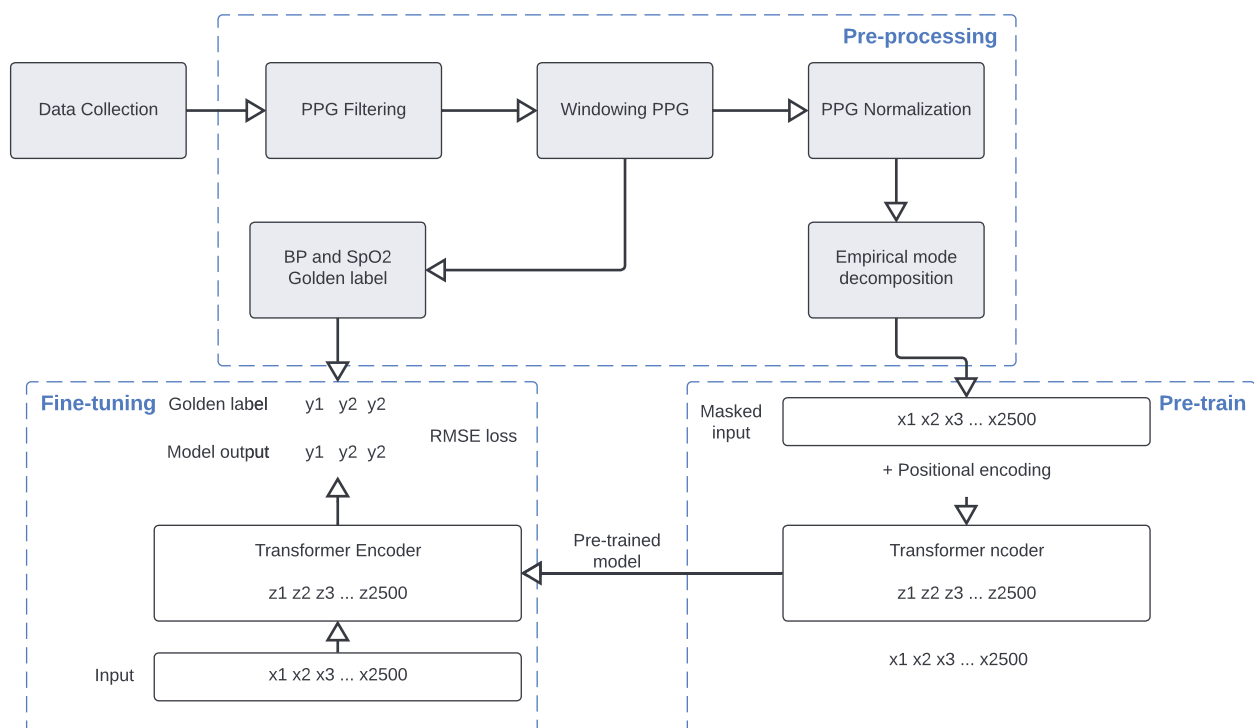 Pre-processing
Data Collection
PPG Filtering
Windowing PPG
PPG Normalization
BP and SpO2
Golden label
Empirical mode
decomposition
Fine-tuning
Golden label y1 y2 y2
Model output y1 y2 y2
RMSE loss
Transformer Encoder
z1 z2 z3 ... z2500
Input
x1 x2 x3 ... x2500
Pre-trained
model
Pre-train
Masked
input
x1 x2 x3 ... x2500
+ Positional encoding
Transformer ncoder
z1 z2 z3 ... z2500
x1 x2 x3 ... x2500